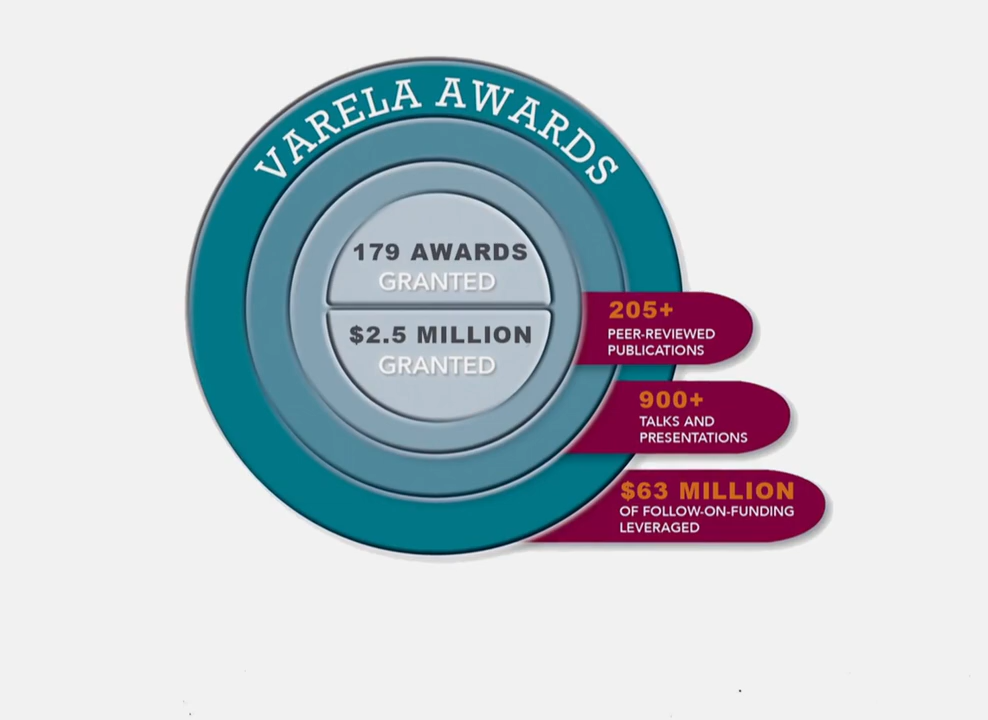 VARELA AWARDS
179 AWARDS
GRANTED
$2.5 MILLION
GRANTED
205+
PEER-REVIEWED
PUBLICATIONS
900+
TALKS AND
PRESENTATIONS
$63 MILLION
OF FOLLOW-ON-FUNDING
LEVERAGED